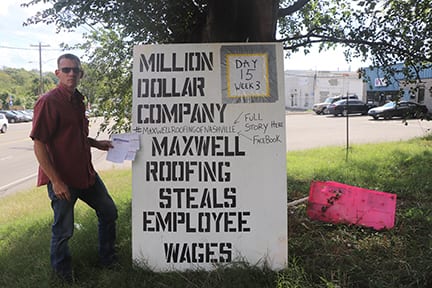 MILLION
DOLLAR
COMPANY
DAY
15
WEEK 3
#MAXWELLROOFINGOFNASHVILLE
FULL
STORY HERE
FACEBOOK
MAXWELL
ROOFING
STEALS
EMPLOYEE
WAGES